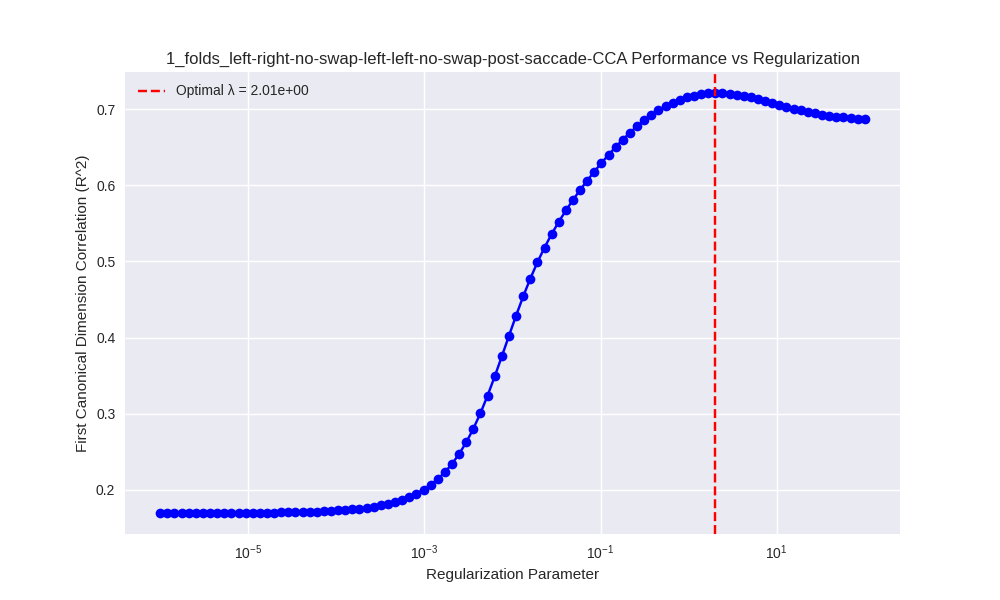 1_folds_left-right-no-swap-left-left-no-swap-post-saccade-CCA Performance vs Regularization
Optimal λ = 2.01e+00
First Canonical Dimension Correlation (R^2)
0.7
0.6
0.5
0.4
0.3
0.2
10⁻⁵ 10⁻³ 10⁻¹ 10¹
Regularization Parameter